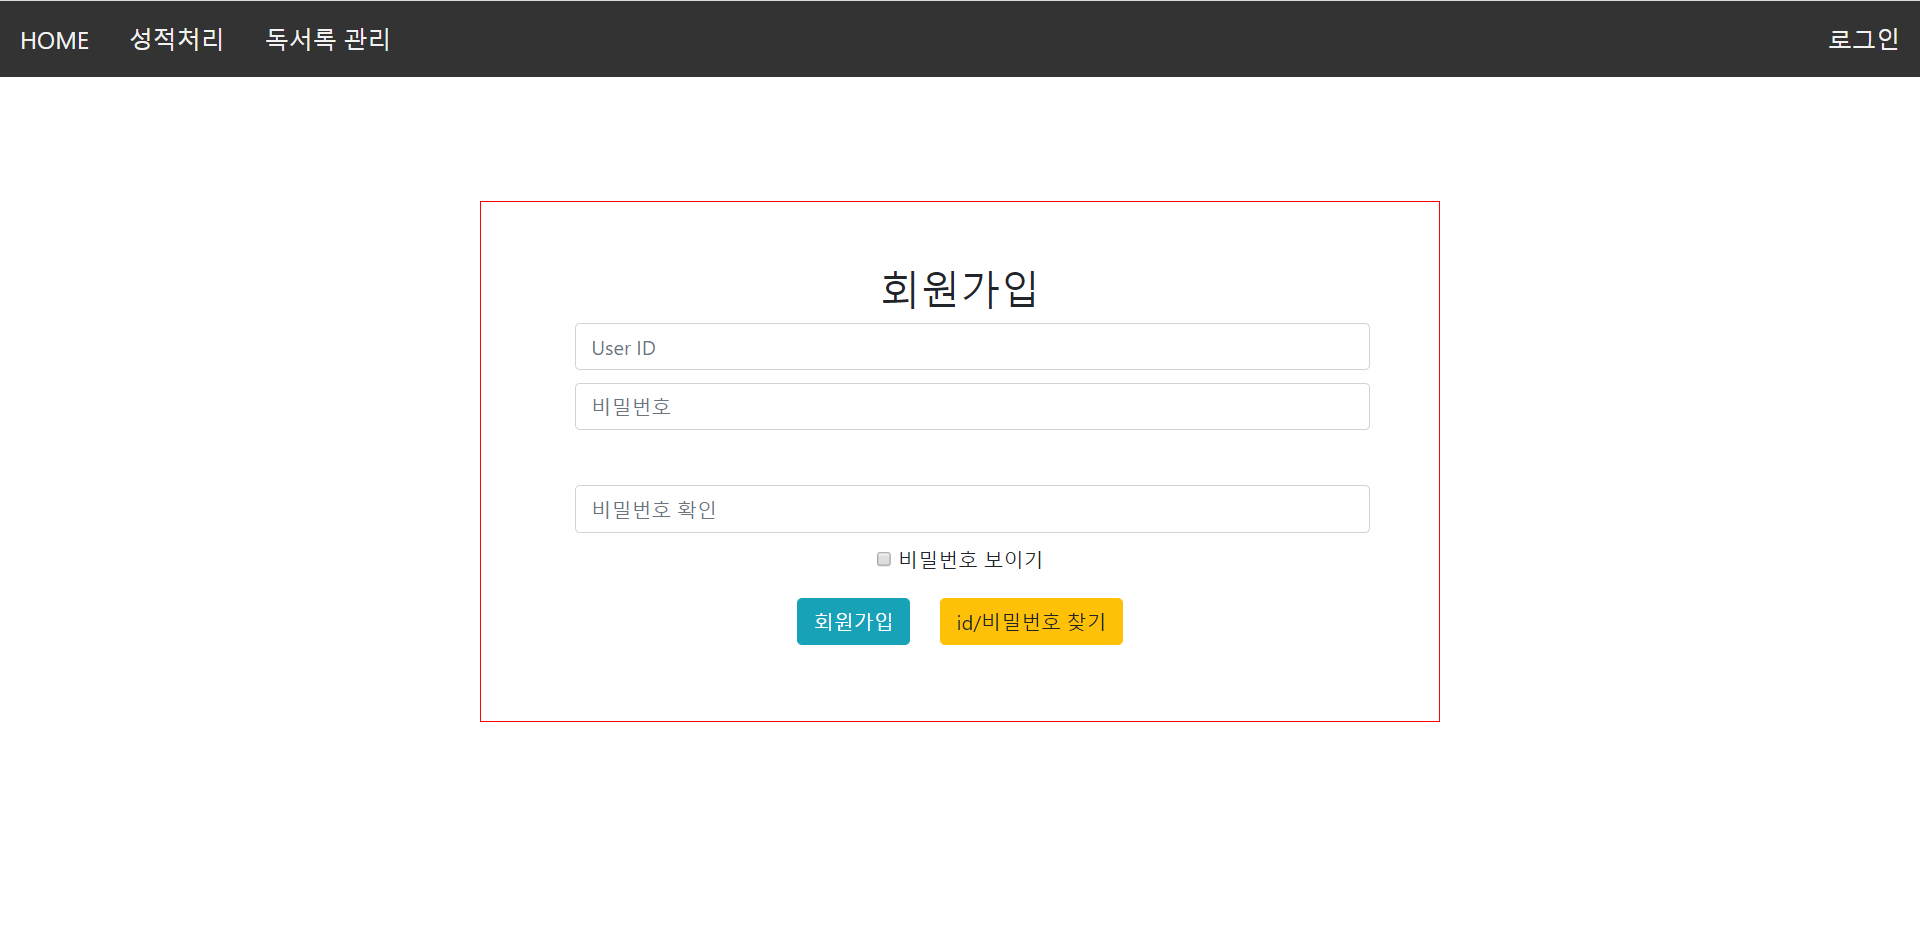 HOME 성적처리 독서록 관리 로그인
회원가입
User ID
비밀번호
비밀번호 확인
비밀번호 보이기
회원가입 id/비밀번호 찾기